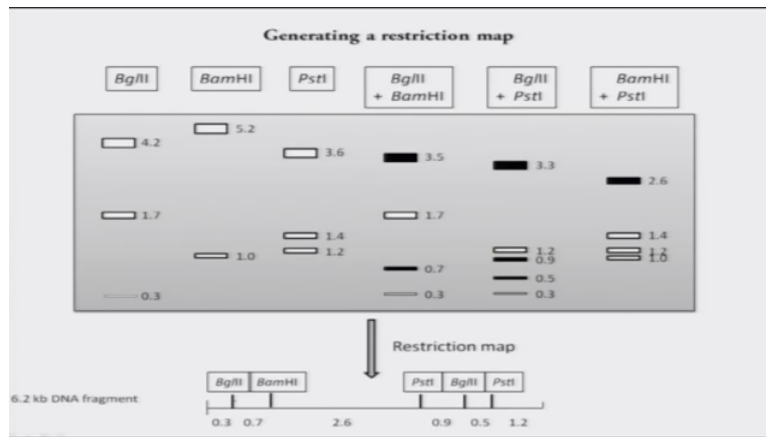 Generating a restriction map
BglII
BamHI
PstI
BglII
+ BamHI
BglII
+ PstI
BamHI
+ PstI
5.2
4.2
3.6
3.5
3.3
2.6
1.7
1.7
1.4
1.4
1.2
1.2
1.2
1.0
0.9
1.0
0.7
0.5
0.3
0.3
0.3
Restriction map
BglII BamHI PstI BglII PstI
6.2 kb DNA fragment
0.3 0.7 2.6 0.9 0.5 1.2